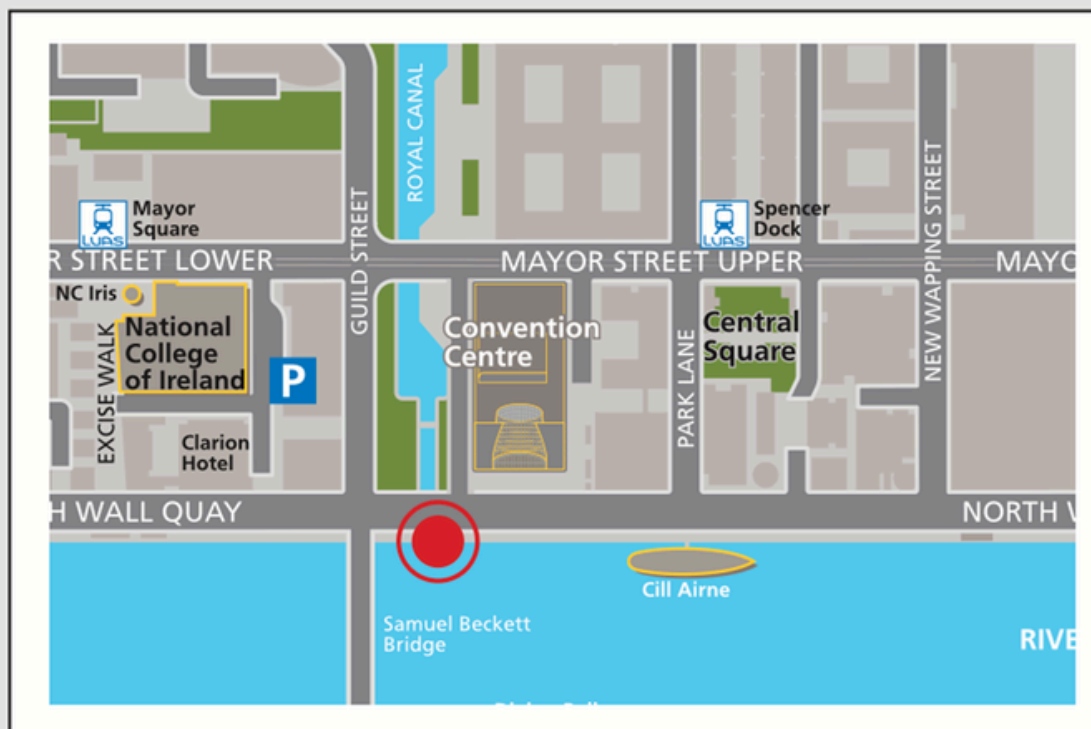 ROYAL CANAL
Mayor
Square
LUAS
Spencer
Dock
LUAS
GUILD STREET
NEW WAPPING STREET
R STREET LOWER
MAYOR STREET UPPER
MAYO
NC Iris
National
College
of Ireland
EXCISE WALK
P
Convention
Centre
Central
Square
PARK LANE
Clarion
Hotel
H WALL QUAY
NORTH W
Cill Airne
Samuel Beckett
Bridge
RIVE